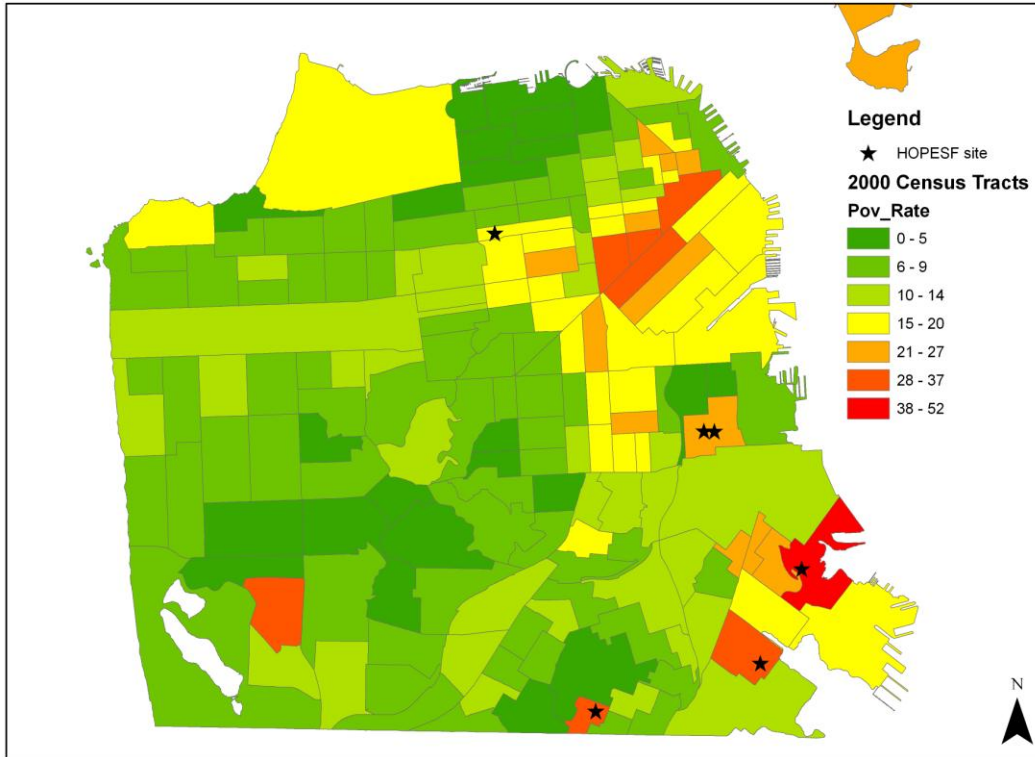 Legend
HOPESF site
2000 Census Tracts
Pov_Rate
0 - 5
6 - 9
10 - 14
15 - 20
21 - 27
28 - 37
38 - 52
N